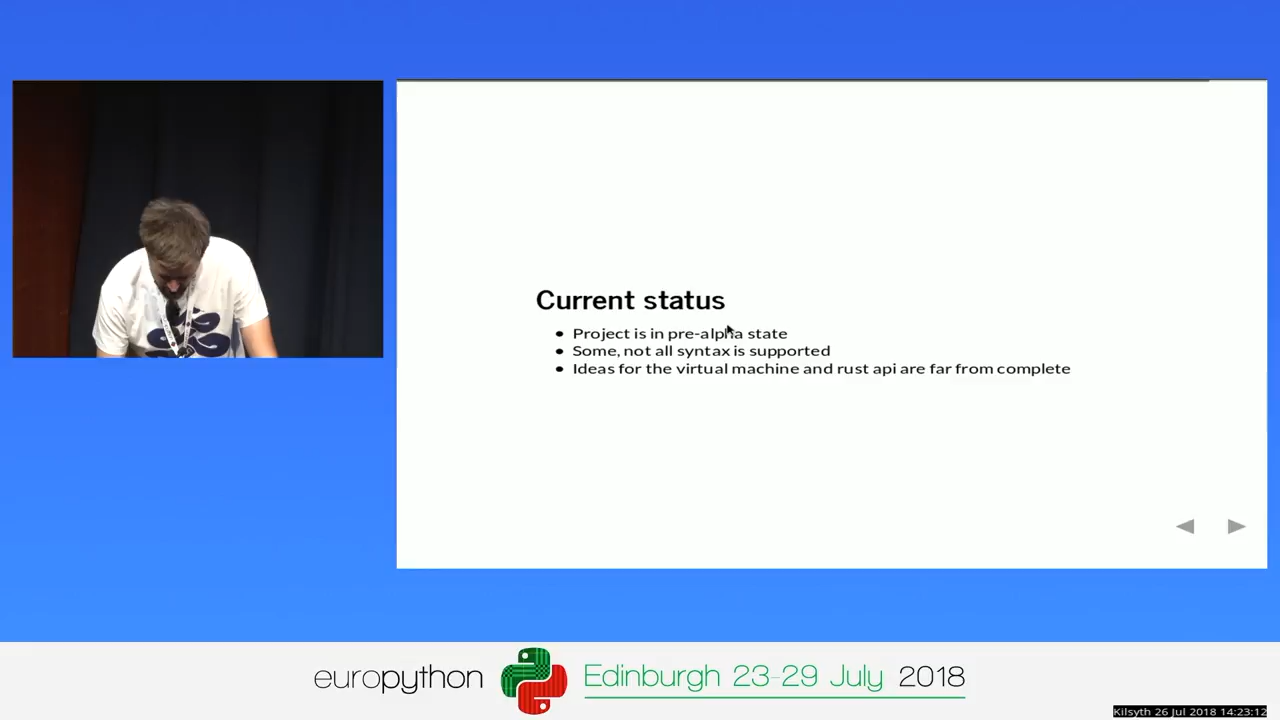 Current status
Project is in pre-alpha state
Some, not all syntax is supported
Ideas for the virtual machine and rust api are far from complete
europython Edinburgh 23-29 July 2018
Kilsyth 26 Jul 2018 14:23:12